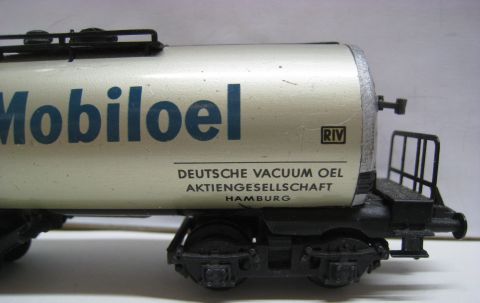 Mobiloel
RIV
DEUTSCHE VACUUM OEL
AKTIENGESELLSCHAFT
HAMBURG